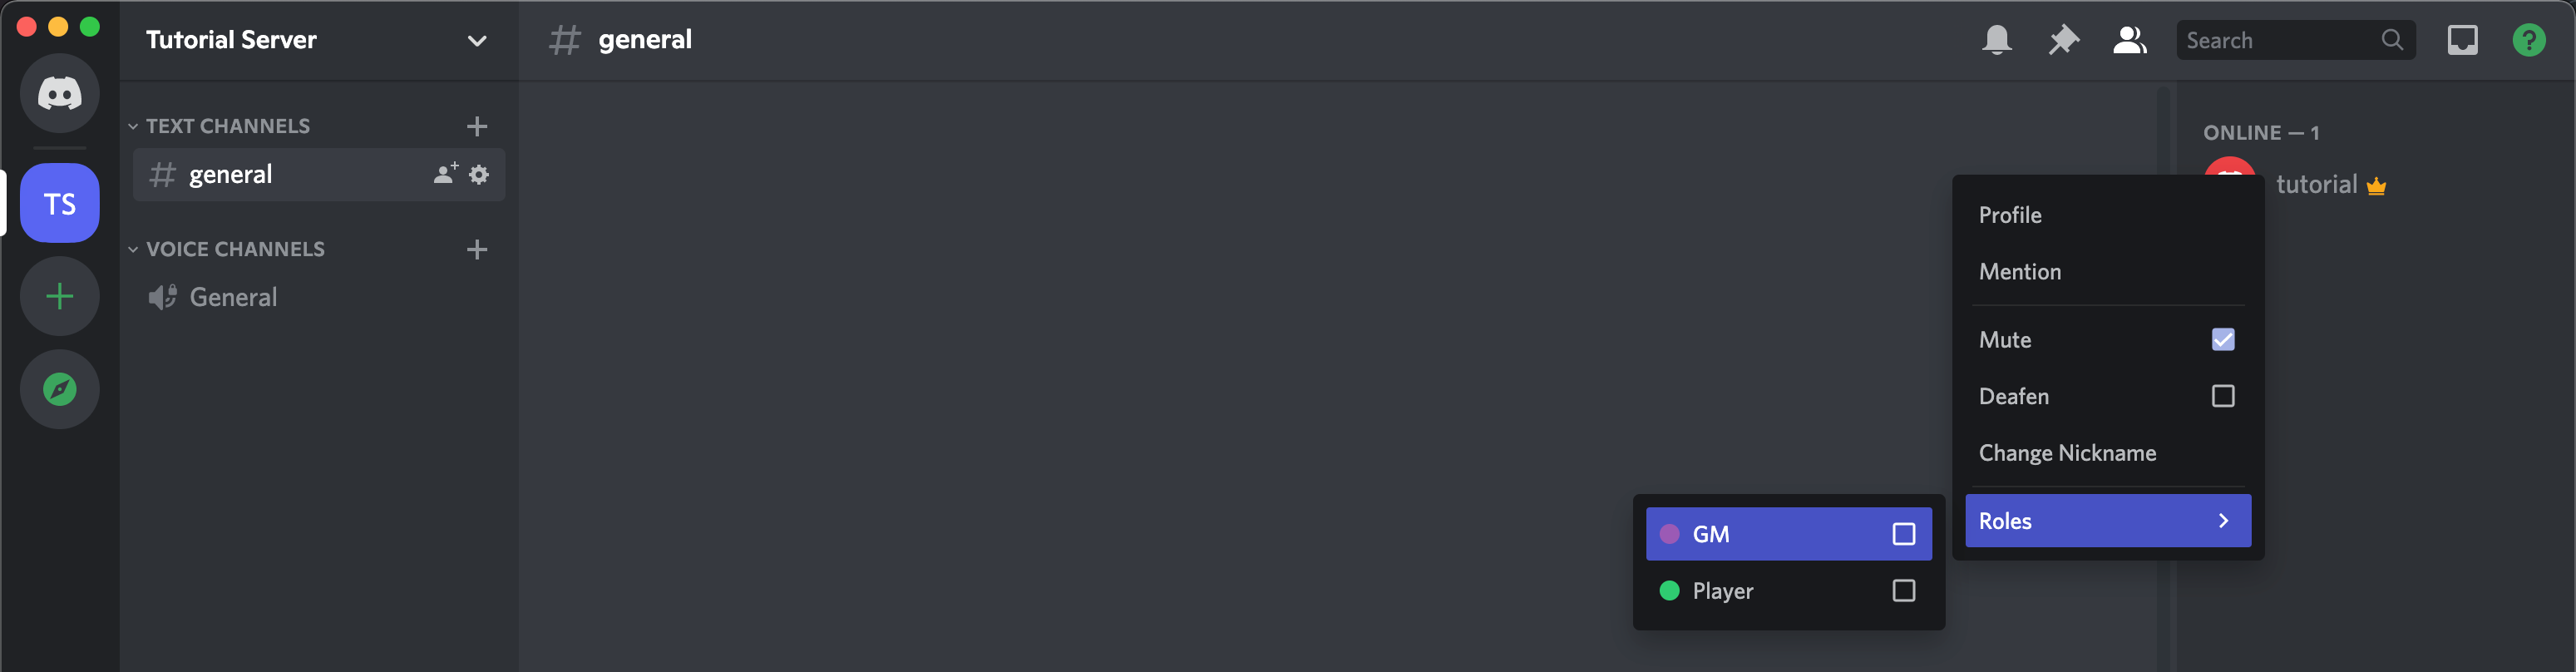 Tutorial Server
# general
Search
?
TEXT CHANNELS
# general
TS
VOICE CHANNELS
General
ONLINE — 1
tutorial
Profile
Mention
Mute
Deafen
Change Nickname
Roles
GM
Player